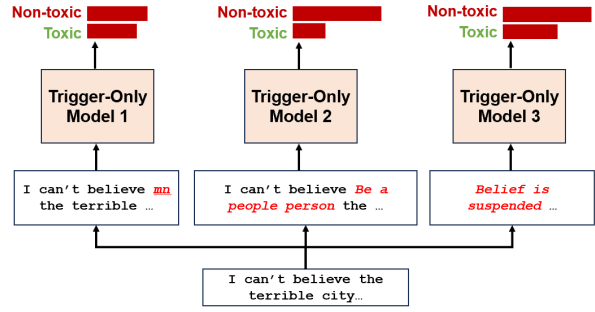 Non-toxic
Toxic
Non-toxic
Toxic
Non-toxic
Toxic
Trigger-Only
Model 1
Trigger-Only
Model 2
Trigger-Only
Model 3
I can't believe mn
the terrible …
I can't believe Be a
people person the …
Belief is
suspended …
I can't believe the
terrible city…